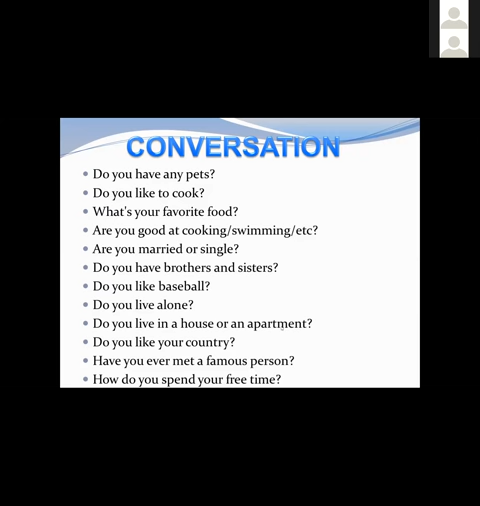 CONVERSATION
Do you have any pets?
Do you like to cook?
What's your favorite food?
Are you good at cooking/swimming/etc?
Are you married or single?
Do you have brothers and sisters?
Do you like baseball?
Do you live alone?
Do you live in a house or an apartment?
Do you like your country?
Have you ever met a famous person?
How do you spend your free time?